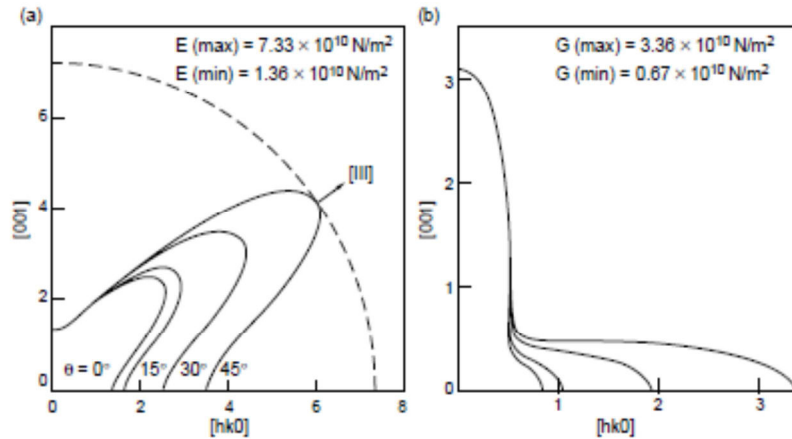 (a)
E (max) = 7.33 × 10¹⁰ N/m²
E (min) = 1.36 × 10¹⁰ N/m²
[III]
[001]
6
4
2
0
θ = 0° 15° 30° 45°
0 2 4 6 8
[hk0]
(b)
G (max) = 3.36 × 10¹⁰ N/m²
G (min) = 0.67 × 10¹⁰ N/m²
[001]
3
2
1
0
1 2 3
[hk0]